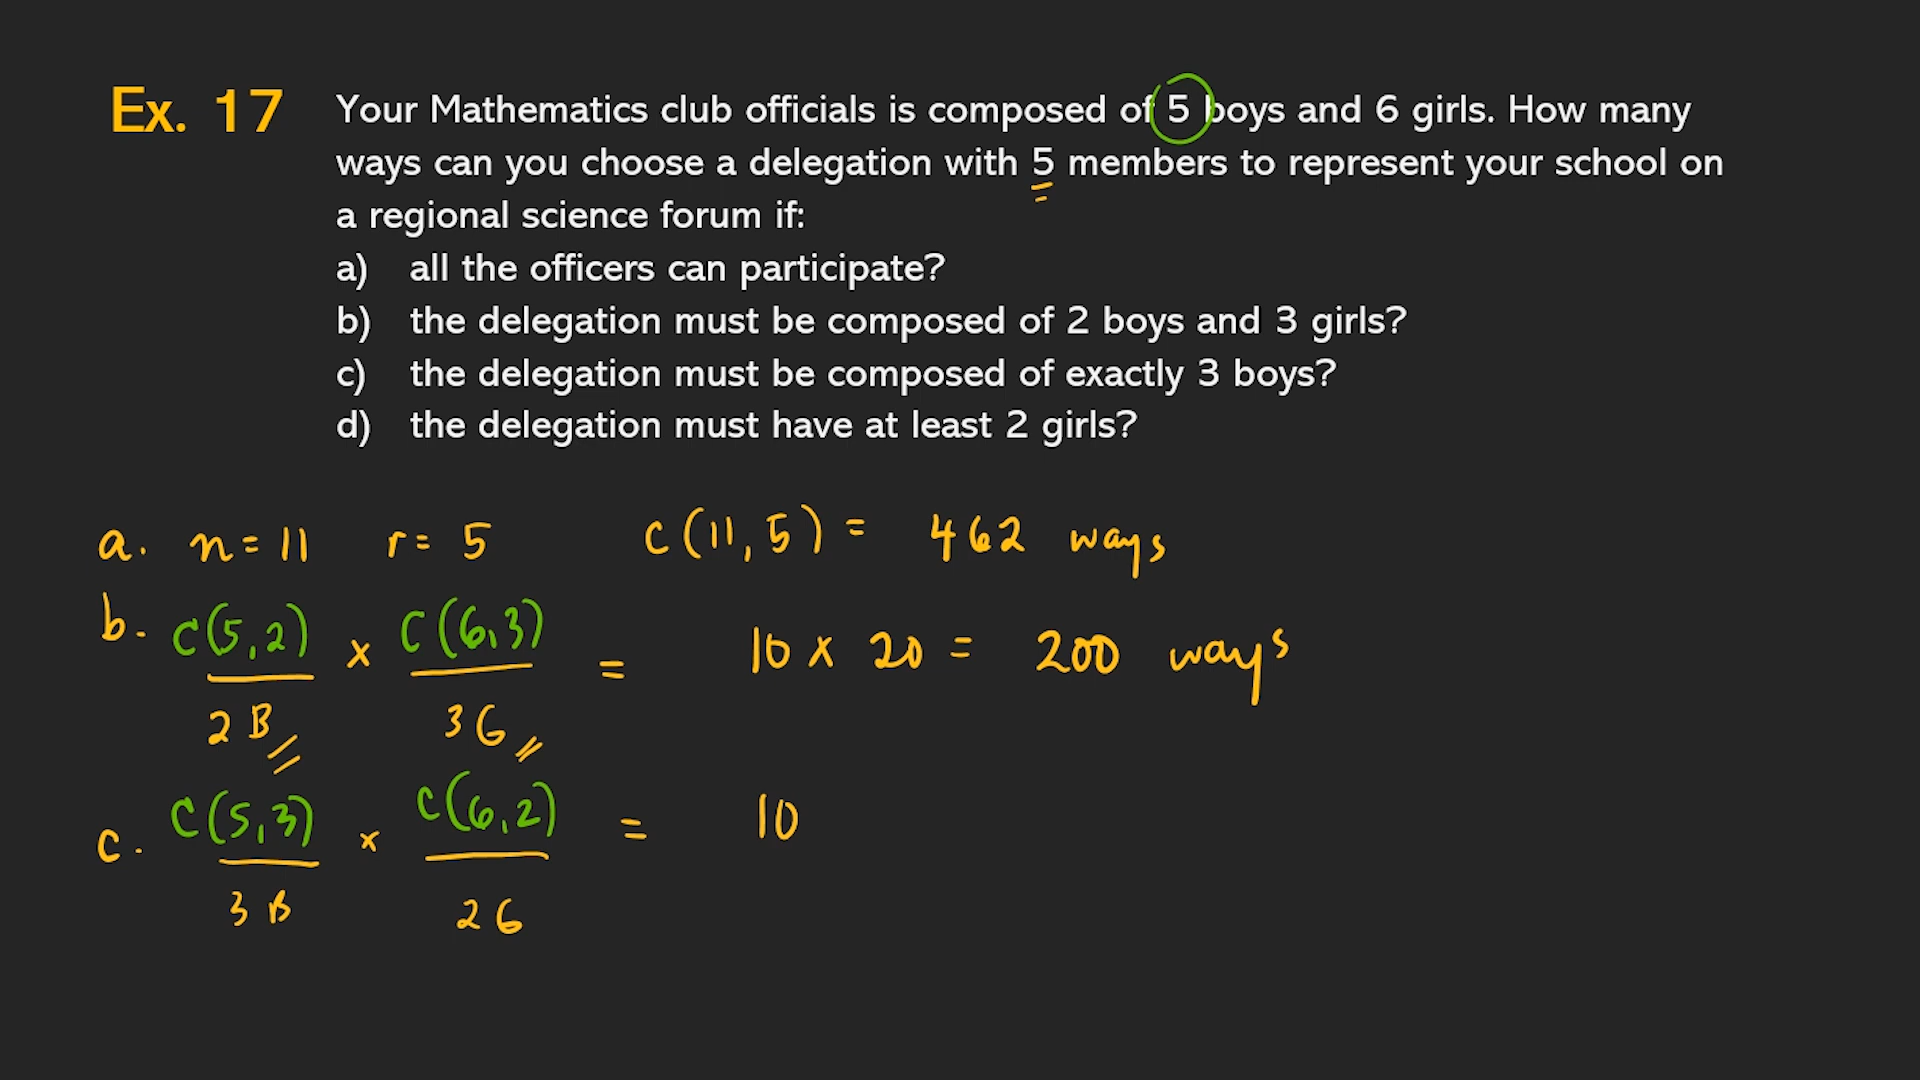 Ex. 17
Your Mathematics club officials is composed of 5 boys and 6 girls. How many
ways can you choose a delegation with 5 members to represent your school on
a regional science forum if:
a) all the officers can participate?
b) the delegation must be composed of 2 boys and 3 girls?
c) the delegation must be composed of exactly 3 boys?
d) the delegation must have at least 2 girls?
a. n = 11 r = 5 C(11,5) = 462 ways
b. C(5,2) x C(6,3) = 10 x 20 = 200 ways
2B 3G
c. C(5,3) x C(6,2) = 10
3B 2G